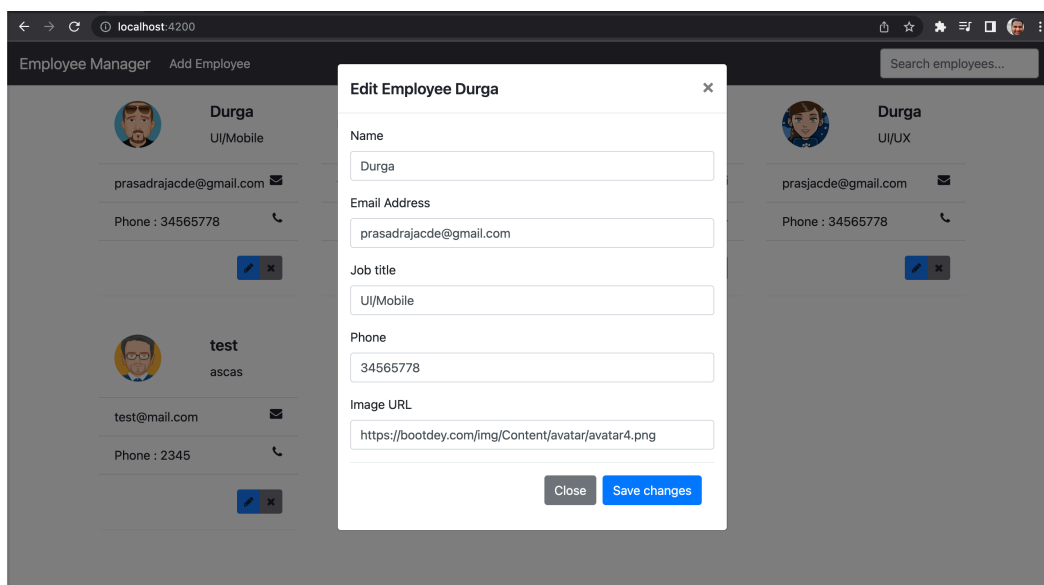 localhost:4200
Employee Manager Add Employee Search employees...
Durga
UI/Mobile
prasadrajacde@gmail.com
Phone : 34565778
Edit Employee Durga ×
Name
Durga
Email Address
prasadrajacde@gmail.com
Job title
UI/Mobile
Phone
34565778
Image URL
https://bootdey.com/img/Content/avatar/avatar4.png
Close Save changes
Durga
UI/UX
prasjacde@gmail.com
Phone : 34565778
test
ascas
test@mail.com
Phone : 2345